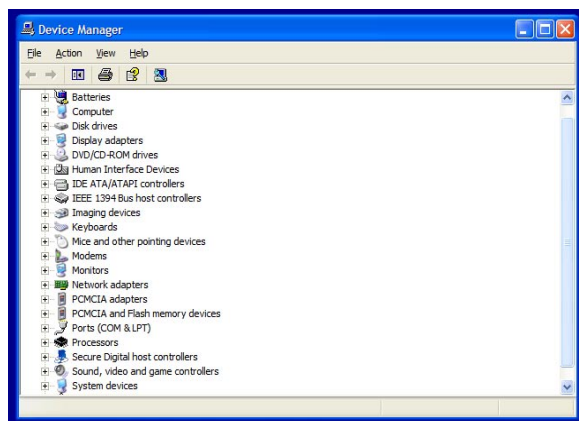 Device Manager
File Action View Help
Batteries
Computer
Disk drives
Display adapters
DVD/CD-ROM drives
Human Interface Devices
IDE ATA/ATAPI controllers
IEEE 1394 Bus host controllers
Imaging devices
Keyboards
Mice and other pointing devices
Modems
Monitors
Network adapters
PCMCIA adapters
PCMCIA and Flash memory devices
Ports (COM & LPT)
Processors
Secure Digital host controllers
Sound, video and game controllers
System devices